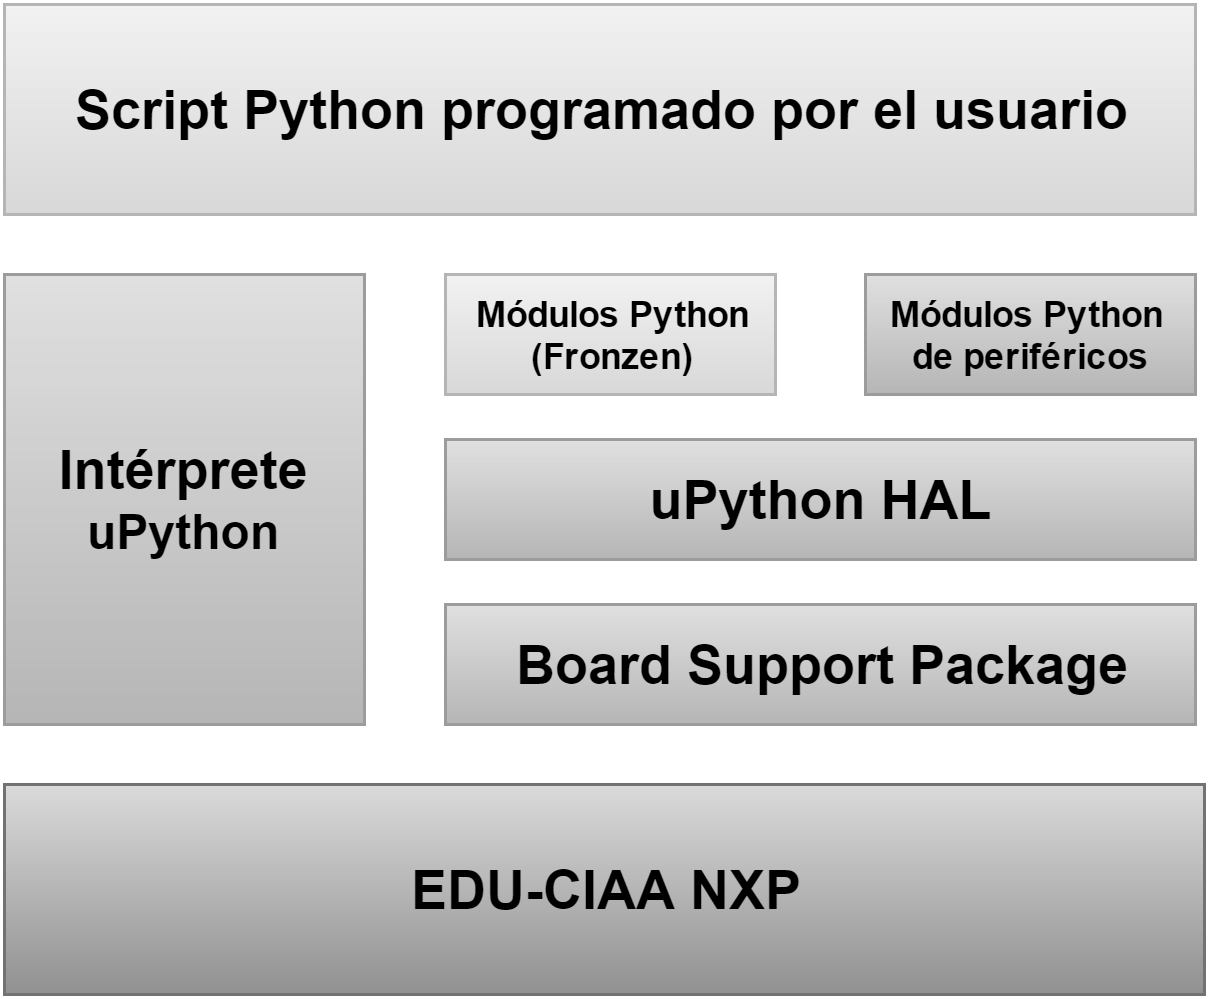 Script Python programado por el usuario
Intérprete
uPython
Módulos Python
(Fronzen)
Módulos Python
de periféricos
uPython HAL
Board Support Package
EDU-CIAA NXP